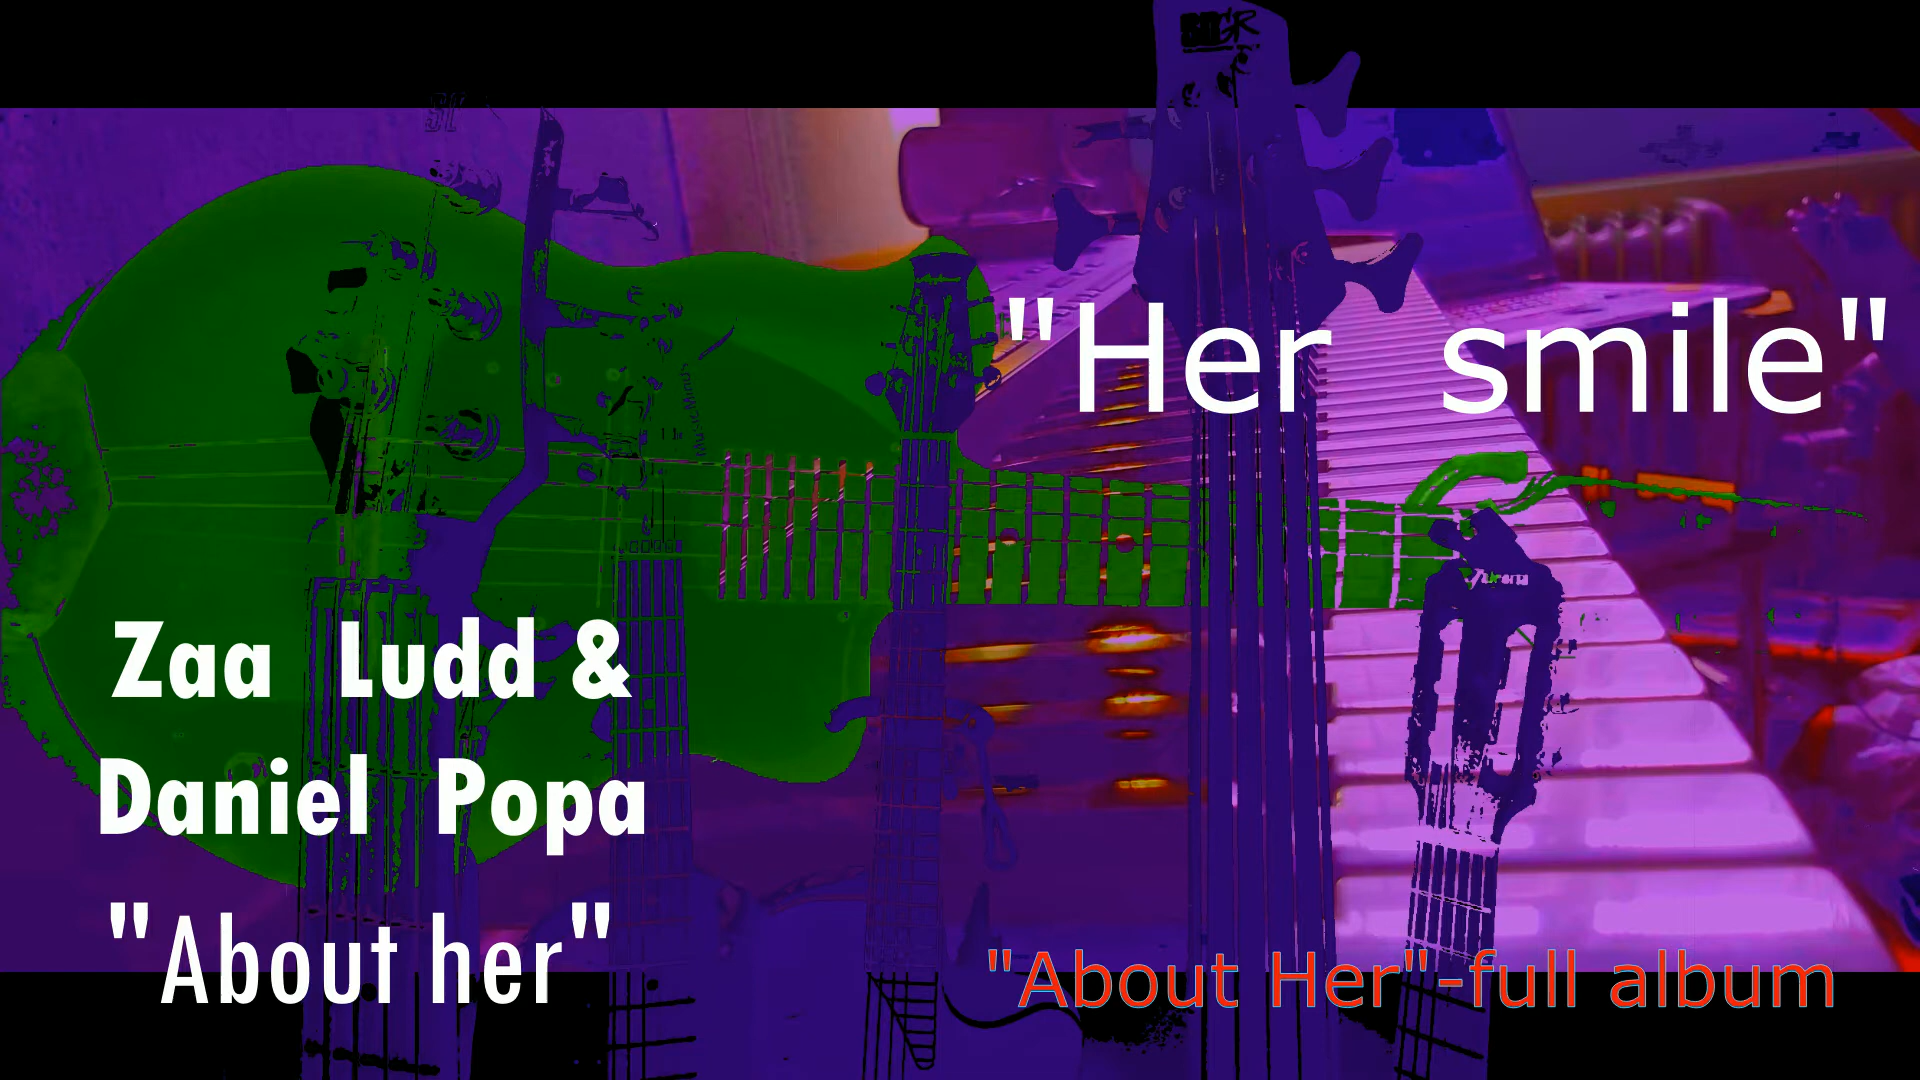 "Her smile"
Zaa Ludd &
Daniel Popa
"About her"
"About Her"-full album